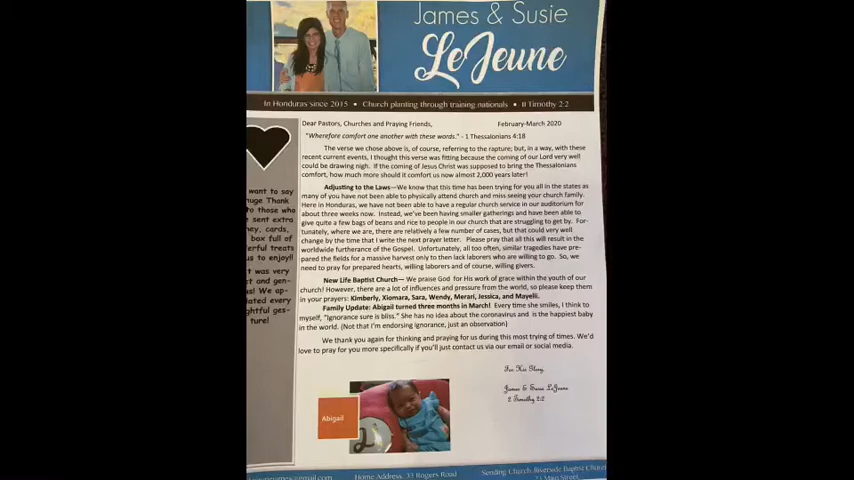 James & Susie
LeJeune
In Honduras since 2015 • Church planting through training nationals • II Timothy 2:2
Dear Pastors, Churches and Praying Friends,
February-March 2020
"Wherefore comfort one another with these words." - 1 Thessalonians 4:18
The verse we chose above is, of course, referring to the rapture; but, in a way, with these
recent current events, I thought this verse was fitting because the coming of our Lord very well
could be drawing nigh. If the coming of Jesus Christ was supposed to bring the Thessalonians
comfort, how much more should it comfort us now almost 2,000 years later!
Adjusting to the Laws—We know that this time has been trying for you all in the states as
many of you have not been able to physically attend church and miss seeing your church family.
Here in Honduras, we have not been able to have a regular church service in our auditorium for
about three weeks now. Instead, we've been having smaller gatherings and have been able to
give quite a few bags of beans and rice to people in our church that are struggling to get by. For-
tunately, where we are, there are relatively a few number of cases, but that could very well
change by the time that I write the next prayer letter. Please pray that all this will result in the
worldwide furtherance of the Gospel. Unfortunately, all too often, similar tragedies have pre-
pared the fields for a massive harvest only to then lack laborers who are willing to go. So, we
need to pray for prepared hearts, willing laborers and of course, willing givers.
New Life Baptist Church— We praise God for His work of grace within the youth of our
church! However, there are a lot of influences and pressure from the world, so please keep them
in your prayers: Kimberly, Xiomara, Sara, Wendy, Merari, Jessica, and Mayelli.
Family Update: Abigail turned three months in March! Every time she smiles, I think to
myself, "Ignorance sure is bliss." She has no idea about the coronavirus and is the happiest baby
in the world. (Not that I'm endorsing ignorance, just an observation)
We thank you again for thinking and praying for us during this most trying of times. We'd
love to pray for you more specifically if you'll just contact us via our email or social media.
For His Glory,
James & Susie LeJeune
2 Timothy 2:2
want to say
huge Thank
to those who
sent extra
ey, cards,
box full of
erful treats
us to enjoy!!
t was very
t and gen-
us! We ap-
iated every
ghtful ges-
ture!
Abigail
mail.com
Home Address: 33 Rogers Road
Sending Church Riverside Baptist Church
Main Street